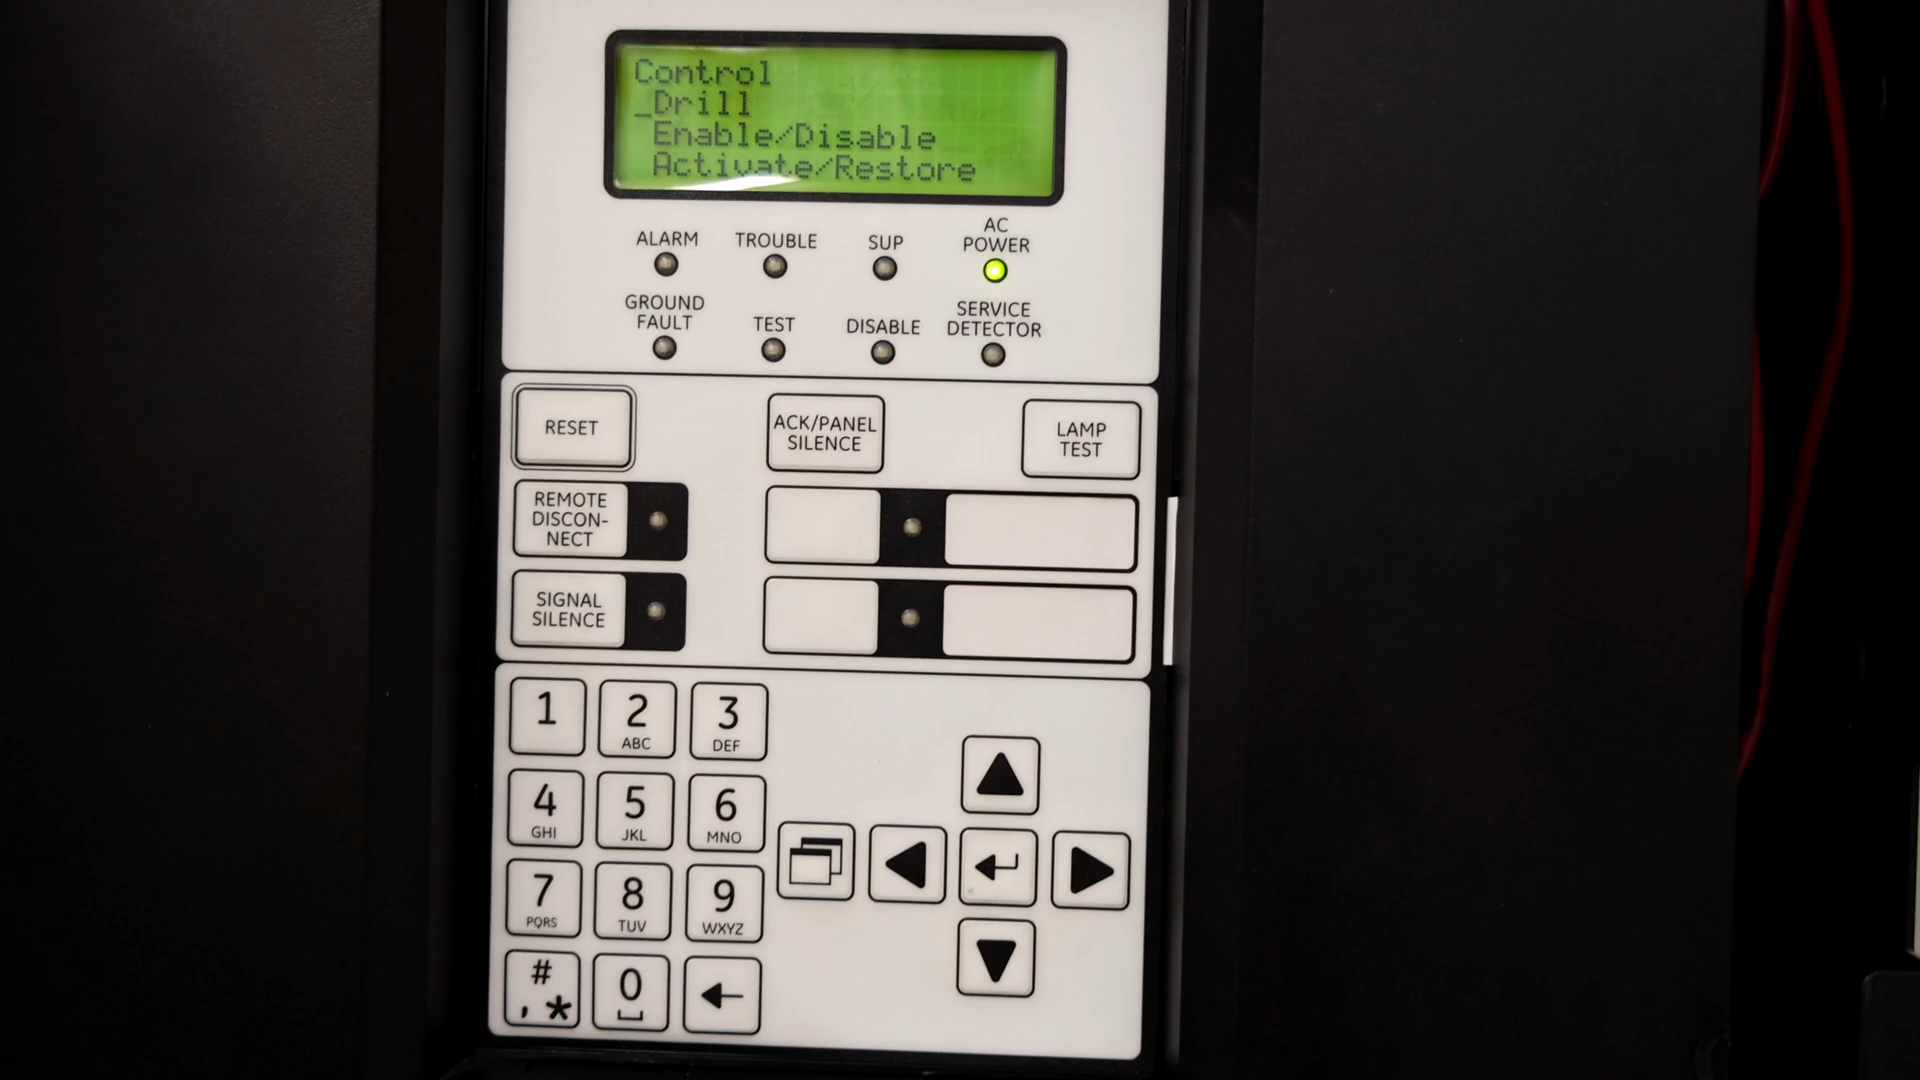 Control
_Drill
Enable/Disable
Activate/Restore
ALARM
TROUBLE
SUP
AC
POWER
GROUND
FAULT
TEST
DISABLE
SERVICE
DETECTOR
RESET
ACK/PANEL
SILENCE
LAMP
TEST
REMOTE
DISCON-
NECT
SIGNAL
SILENCE
1
2
ABC
3
DEF
4
GHI
5
JKL
6
MNO
7
PQRS
8
TUV
9
WXYZ
#
, *
0